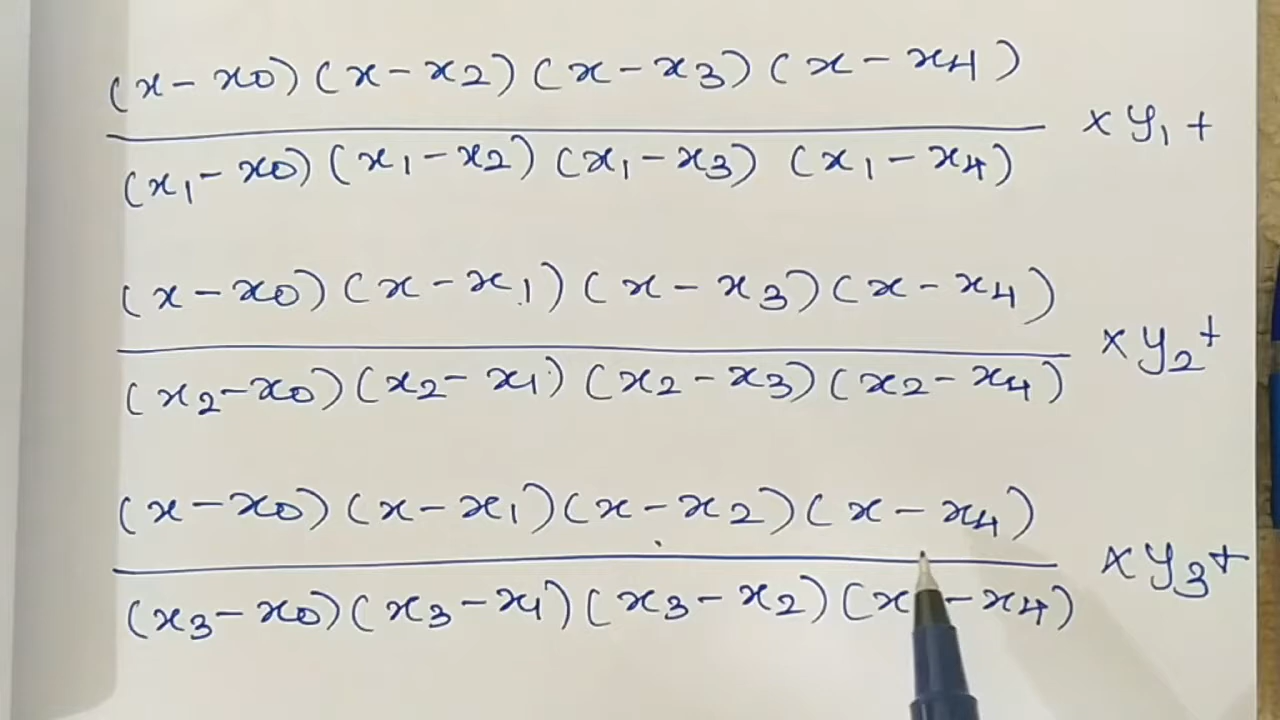 (x-x0)(x-x2)(x-x3)(x-x4)
× y1 +
(x1-x0)(x1-x2)(x1-x3)(x1-x4)
(x-x0)(x-x1)(x-x3)(x-x4)
× y2 +
(x2-x0)(x2-x1)(x2-x3)(x2-x4)
(x-x0)(x-x1)(x-x2)(x-x4)
× y3 +
(x3-x0)(x3-x1)(x3-x2)(x -x4)